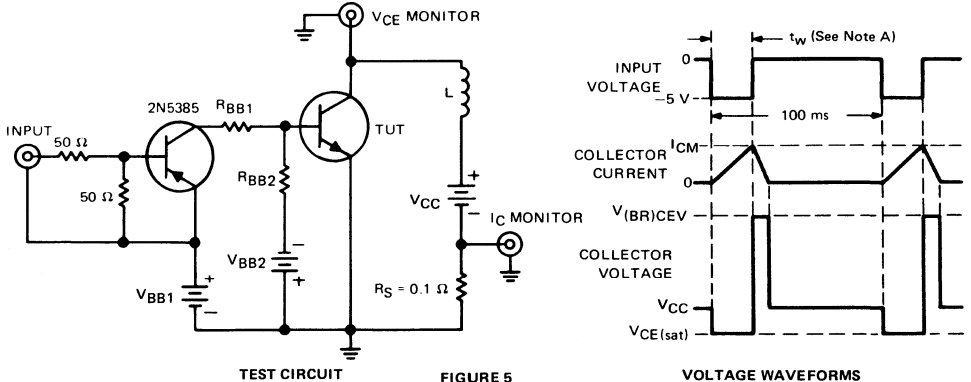 VCE MONITOR
2N5385
RBB1
INPUT
50 Ω
50 Ω
TUT
L
RBB2
+
VCC
−
IC MONITOR
VBB2
−
+
VBB1
+
−
RS = 0.1 Ω
TEST CIRCUIT
FIGURE 5
tw (See Note A)
0
INPUT
VOLTAGE
−5 V
100 ms
ICM
COLLECTOR
CURRENT
0
V(BR)CEV
COLLECTOR
VOLTAGE
VCC
VCE(sat)
VOLTAGE WAVEFORMS